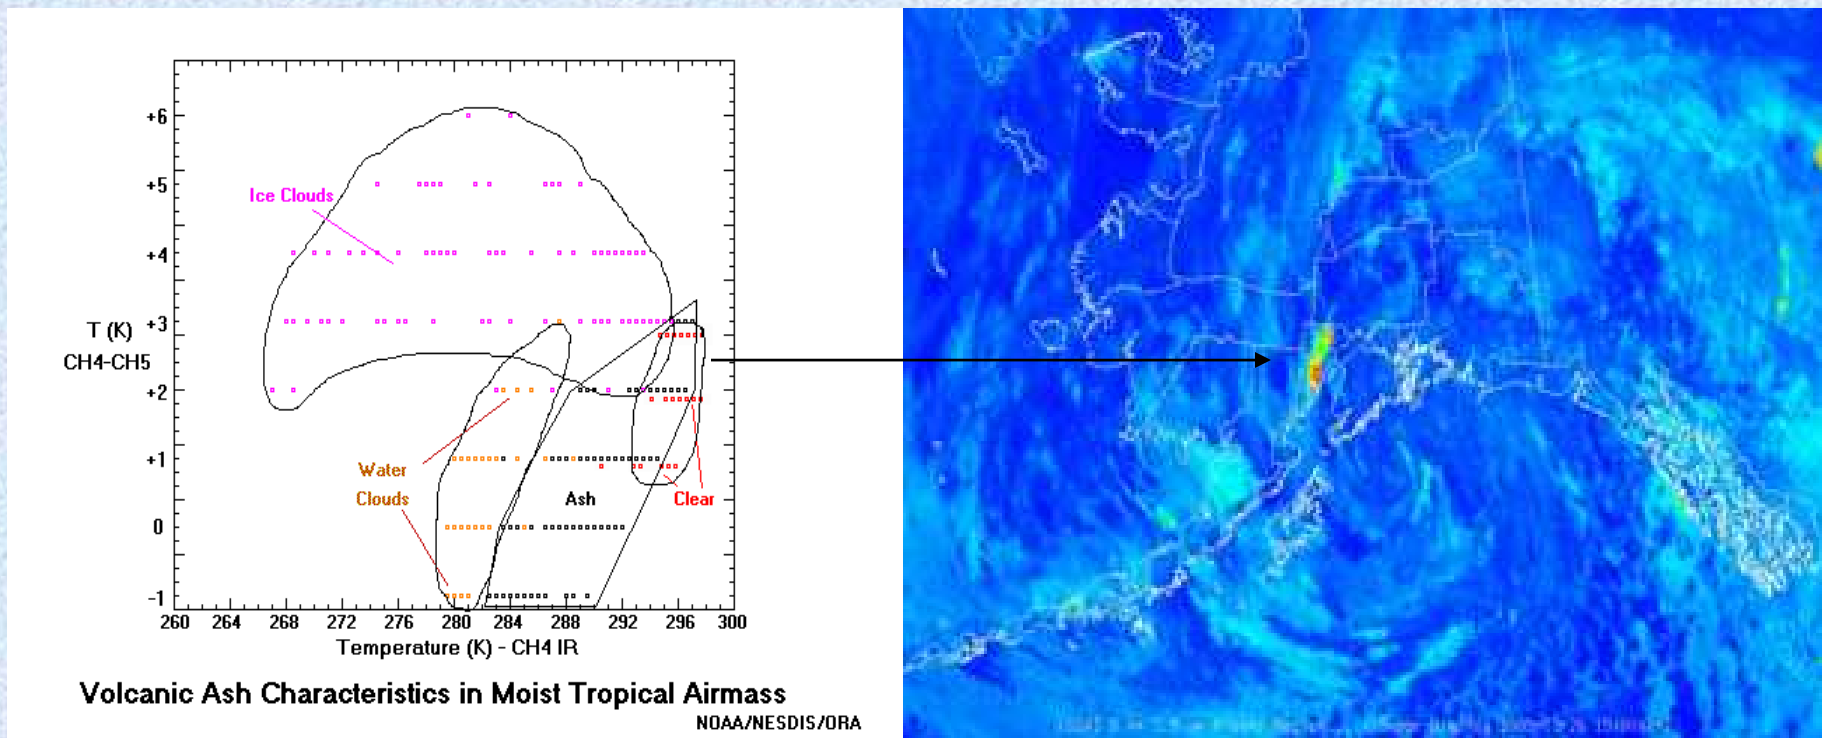 +6
+5
Ice Clouds
+4
+3
T (K)
CH4-CH5
+2
+1
Water
Clouds
Ash
Clear
0
-1
260 264 268 272 276 280 284 288 292 296 300
Temperature (K) - CH4 IR
Volcanic Ash Characteristics in Moist Tropical Airmass
NOAA/NESDIS/ORA